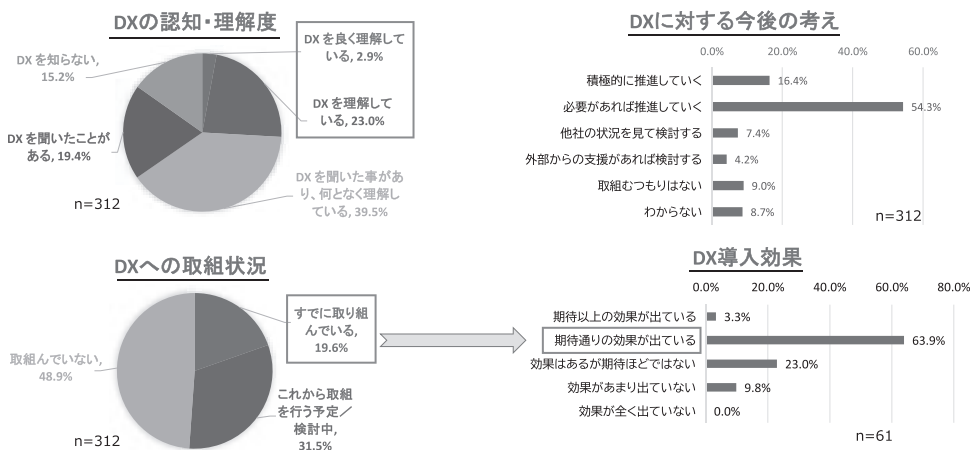 DXの認知・理解度
DX を良く理解して
いる, 2.9%
DX を理解して
いる, 23.0%
DX を知らない,
15.2%
DX を聞いたことが
ある, 19.4%
DX を聞いた事があ
り、何となく理解し
ている, 39.5%
n=312
DXに対する今後の考え
0.0%
20.0%
40.0%
60.0%
積極的に推進していく
16.4%
必要があれば推進していく
54.3%
他社の状況を見て検討する
7.4%
外部からの支援があれば検討する
4.2%
取組むつもりはない
9.0%
わからない
8.7%
n=312
DXへの取組状況
すでに取り組
んでいる,
19.6%
取組んでいない,
48.9%
これから取組
を行う予定／
検討中,
31.5%
n=312
DX導入効果
0.0%
20.0%
40.0%
60.0%
80.0%
期待以上の効果が出ている
3.3%
期待通りの効果が出ている
63.9%
効果はあるが期待ほどではない
23.0%
効果があまり出ていない
9.8%
効果が全く出ていない
0.0%
n=61